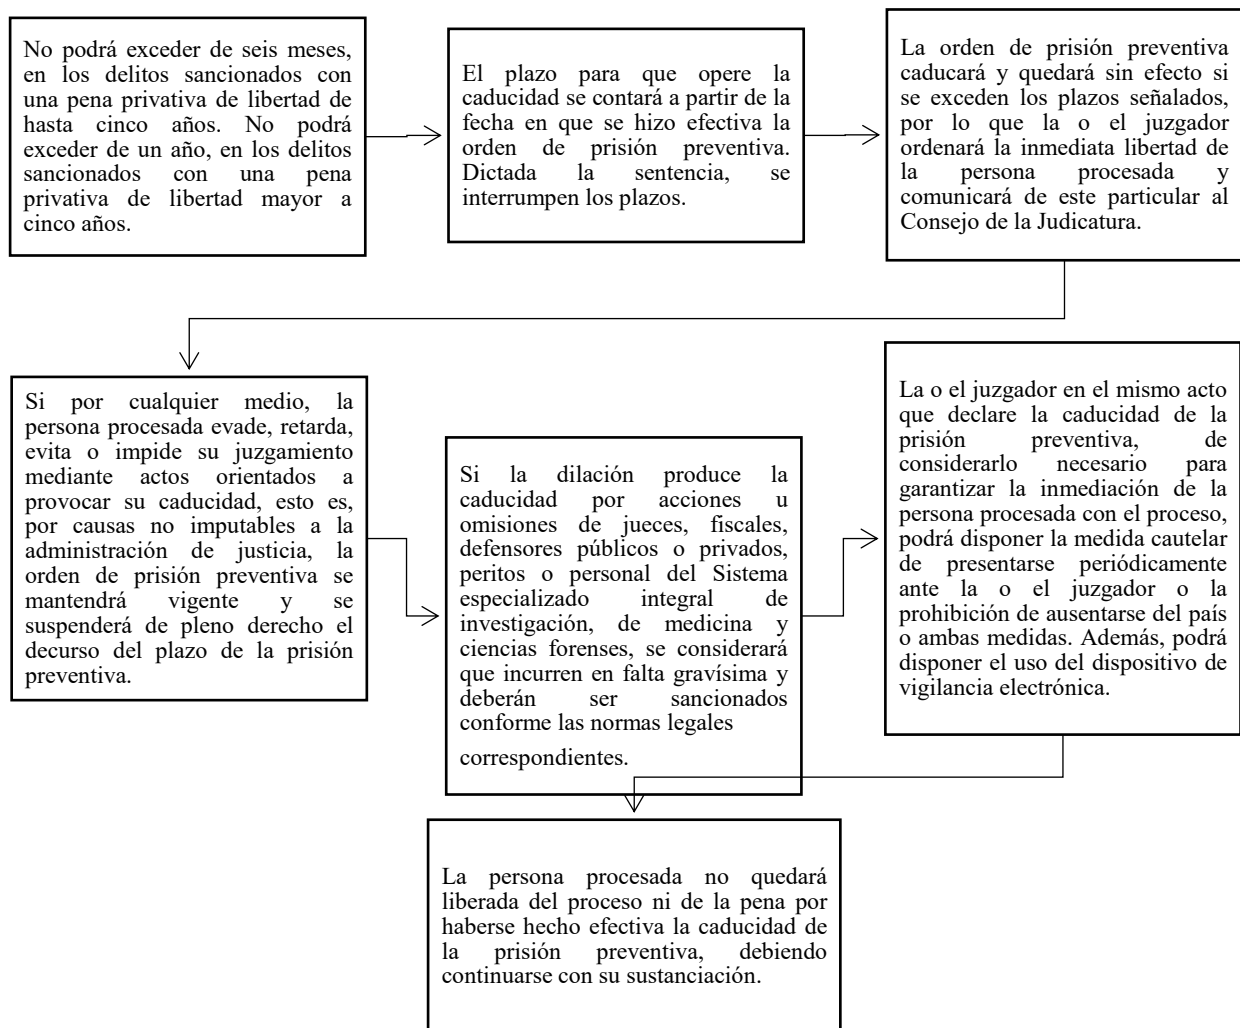 No podrá exceder de seis meses,
en los delitos sancionados con
una pena privativa de libertad de
hasta cinco años. No podrá
exceder de un año, en los delitos
sancionados con una pena
privativa de libertad mayor a
cinco años.
El plazo para que opere la
caducidad se contará a partir de la
fecha en que se hizo efectiva la
orden de prisión preventiva.
Dictada la sentencia, se
interrumpen los plazos.
La orden de prisión preventiva
caducará y quedará sin efecto si
se exceden los plazos señalados,
por lo que la o el juzgador
ordenará la inmediata libertad de
la persona procesada y
comunicará de este particular al
Consejo de la Judicatura.
Si por cualquier medio, la
persona procesada evade, retarda,
evita o impide su juzgamiento
mediante actos orientados a
provocar su caducidad, esto es,
por causas no imputables a la
administración de justicia, la
orden de prisión preventiva se
mantendrá vigente y se
suspenderá de pleno derecho el
decurso del plazo de la prisión
preventiva.
Si la dilación produce la
caducidad por acciones u
omisiones de jueces, fiscales,
defensores públicos o privados,
peritos o personal del Sistema
especializado integral de
investigación, de medicina y
ciencias forenses, se considerará
que incurren en falta gravísima y
deberán ser sancionados
conforme las normas legales
correspondientes.
La o el juzgador en el mismo acto
que declare la caducidad de la
prisión preventiva, de
considerarlo necesario para
garantizar la inmediación de la
persona procesada con el proceso,
podrá disponer la medida cautelar
de presentarse periódicamente
ante la o el juzgador o la
prohibición de ausentarse del país
o ambas medidas. Además, podrá
disponer el uso del dispositivo de
vigilancia electrónica.
La persona procesada no quedará
liberada del proceso ni de la pena por
haberse hecho efectiva la caducidad de
la prisión preventiva, debiendo
continuarse con su sustanciación.